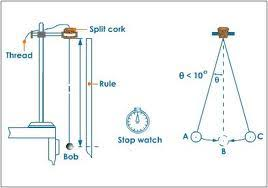 Split cork
Thread
Rule
Bob
Stop watch
θ < 10°
θ
A
B
C